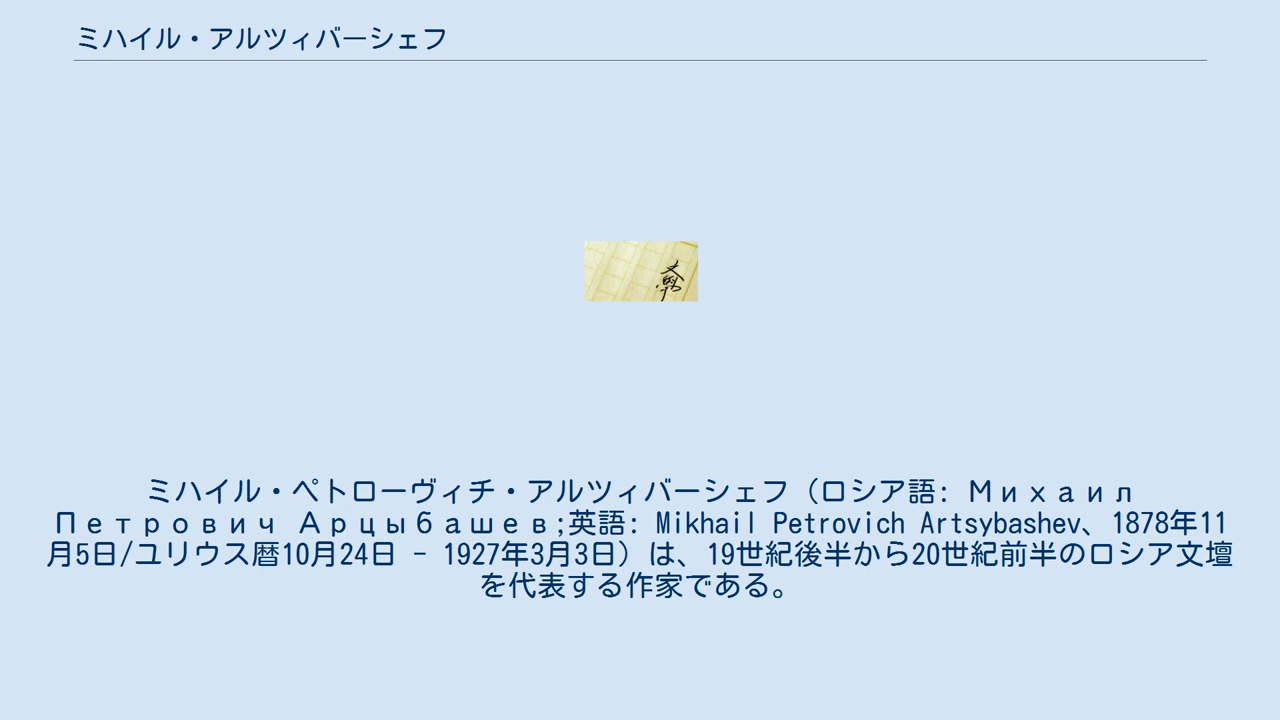 ミハイル・アルツィバーシェフ
ミハイル・ペトローヴィチ・アルツィバーシェフ（ロシア語: Михаил
Петрович Арцыбашев;英語: Mikhail Petrovich Artsybashev、1878年11
月5日/ユリウス暦10月24日 - 1927年3月3日）は、19世紀後半から20世紀前半のロシア文壇
を代表する作家である。